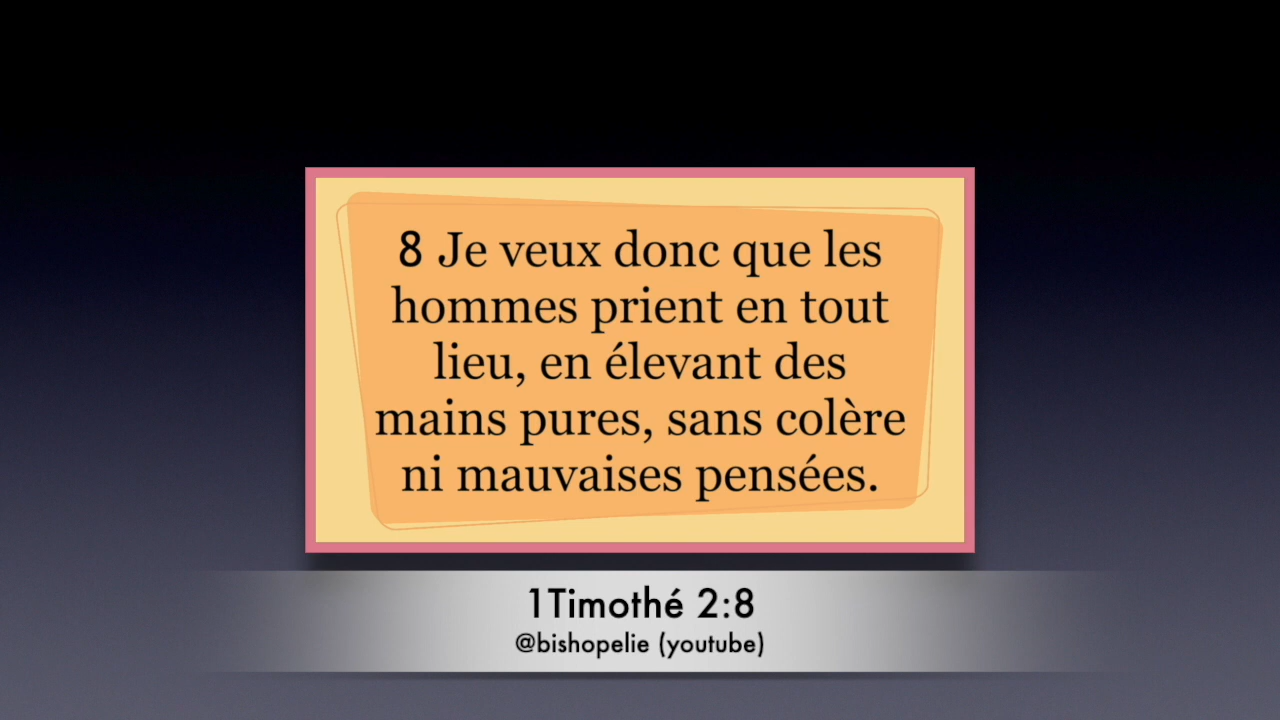 8 Je veux donc que les
hommes prient en tout
lieu, en élevant des
mains pures, sans colère
ni mauvaises pensées.
1Timothé 2:8
@bishopelie (youtube)